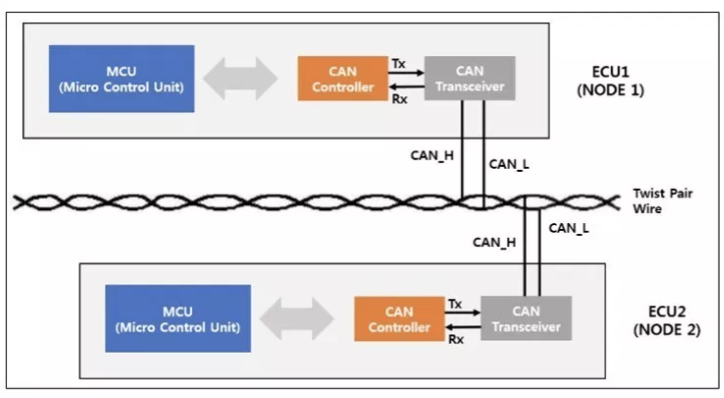 MCU
(Micro Control Unit)
CAN
Controller
Tx
Rx
CAN
Transceiver
ECU1
(NODE 1)
CAN_H
CAN_L
Twist Pair
Wire
CAN_H
CAN_L
MCU
(Micro Control Unit)
CAN
Controller
Tx
Rx
CAN
Transceiver
ECU2
(NODE 2)